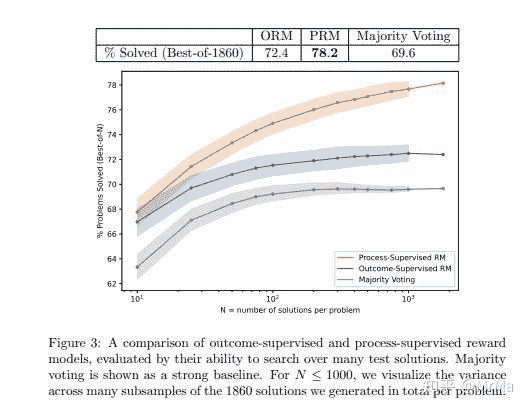 ORM PRM Majority Voting
% Solved (Best-of-1860) 72.4 78.2 69.6
78
76
74
72
70
68
66
64
62
% Problems Solved (Best-of-N)
10¹ 10² 10³
N = number of solutions per problem
Process-Supervised RM
Outcome-Supervised RM
Majority Voting
Figure 3: A comparison of outcome-supervised and process-supervised reward
models, evaluated by their ability to search over many test solutions. Majority
voting is shown as a strong baseline. For N ≤ 1000, we visualize the variance
across many subsamples of the 1860 solutions we generated in total per problem.
知乎 @MrMa